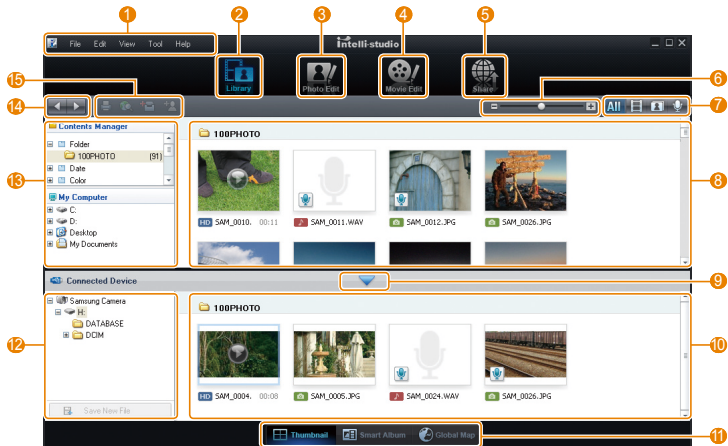 1 2 3 4 5
File Edit View Tool Help
intelli-studio
Library
Photo Edit
Movie Edit
Share
6
15
14
All
7
Contents Manager
Folder
100PHOTO (91)
Date
Color
13
My Computer
C:
D:
Desktop
My Documents
100PHOTO
HD SAM_0010. 00:11
SAM_0011.WAV
SAM_0012.JPG
SAM_0026.JPG
8
Connected Device
9
Samsung Camera
H:
DATABASE
DCIM
12
Save New File
100PHOTO
HD SAM_0004. 00:08
SAM_0005.JPG
SAM_0024.WAV
SAM_0026.JPG
10
Thumbnail
Smart Album
Global Map
11